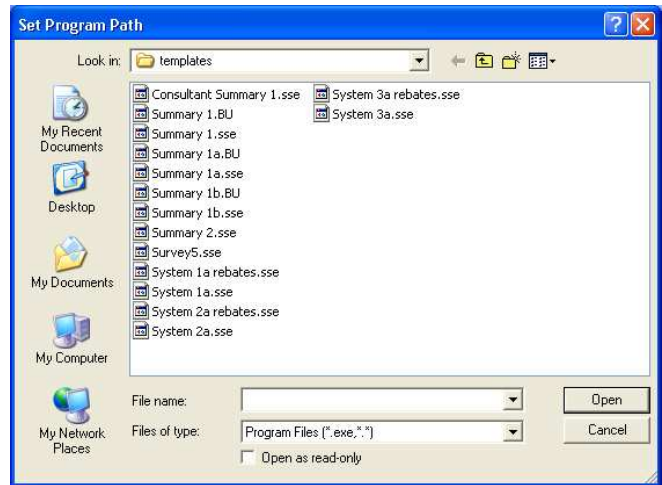 Set Program Path
Look in: templates
My Recent
Documents
Desktop
My Documents
My Computer
My Network
Places
Consultant Summary 1.sse
Summary 1.BU
Summary 1.sse
Summary 1a.BU
Summary 1a.sse
Summary 1b.BU
Summary 1b.sse
Summary 2.sse
Survey5.sse
System 1a rebates.sse
System 1a.sse
System 2a rebates.sse
System 2a.sse
System 3a rebates.sse
System 3a.sse
File name:
Open
Files of type: Program Files (*.exe,*.*)
Cancel
Open as read-only